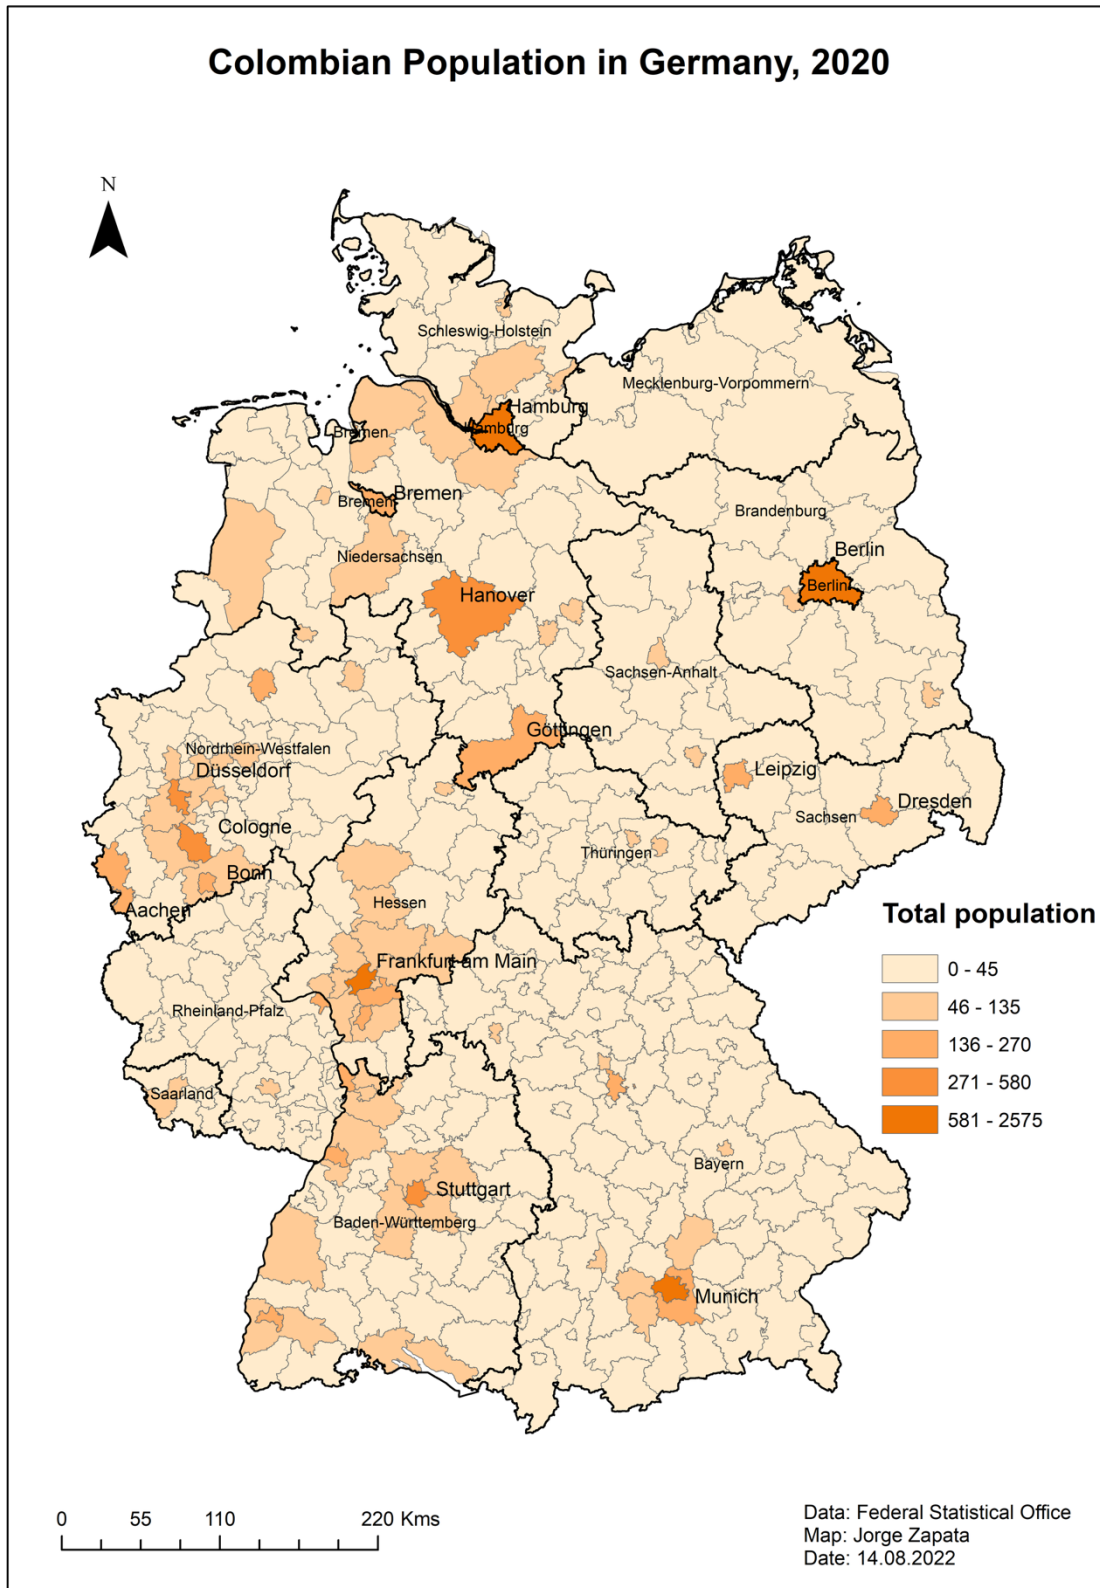 Colombian Population in Germany, 2020
N
Schleswig-Holstein
Mecklenburg-Vorpommern
Hamburg
Hamburg
Bremen
Bremen
Bremen
Brandenburg
Niedersachsen
Berlin
Berlin
Hanover
Sachsen-Anhalt
Göttingen
Nordrhein-Westfalen
Düsseldorf
Leipzig
Dresden
Sachsen
Cologne
Thüringen
Bonn
Hessen
Aachen
Total population
Frankfurt am Main
0 - 45
Rheinland-Pfalz
46 - 135
136 - 270
271 - 580
Saarland
581 - 2575
Bayern
Stuttgart
Baden-Württemberg
Munich
0 55 110 220 Kms
Data: Federal Statistical Office
Map: Jorge Zapata
Date: 14.08.2022